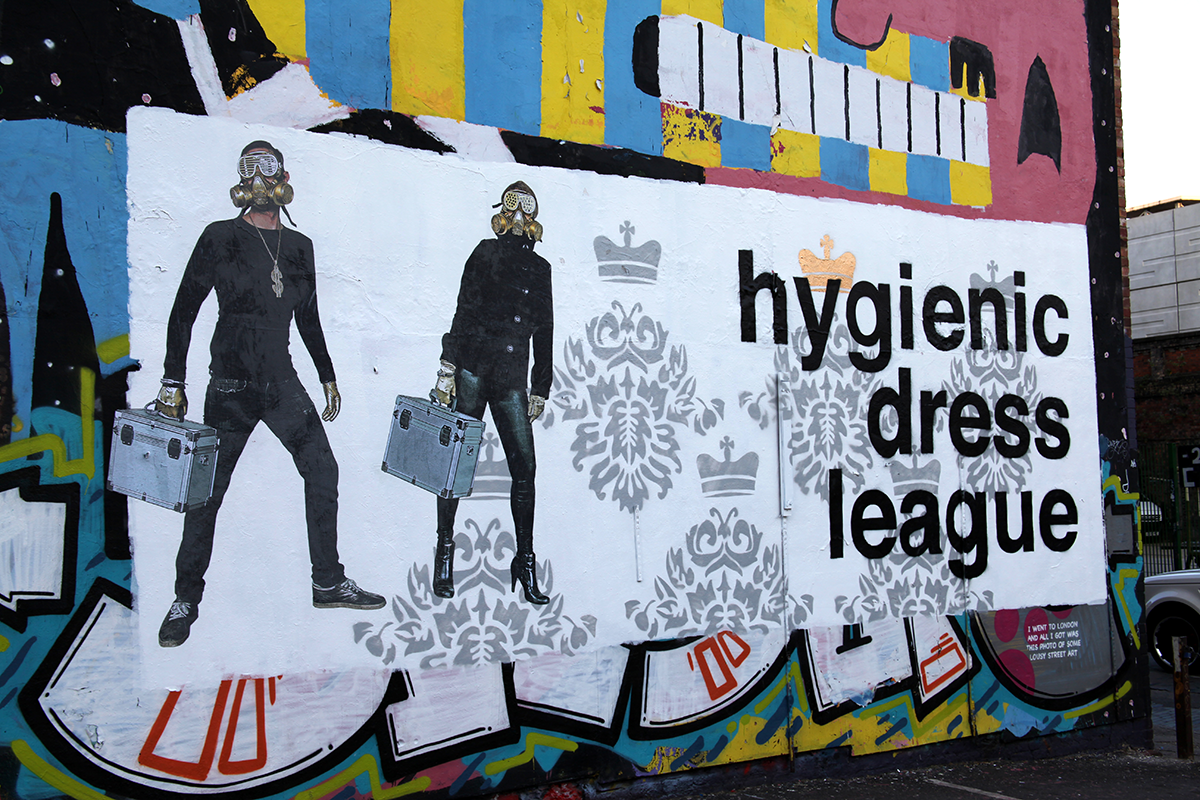 hygienic
dress
league
I WENT TO LONDON
AND ALL I GOT WAS
THIS PHOTO OF SOME
LOUSY STREET ART